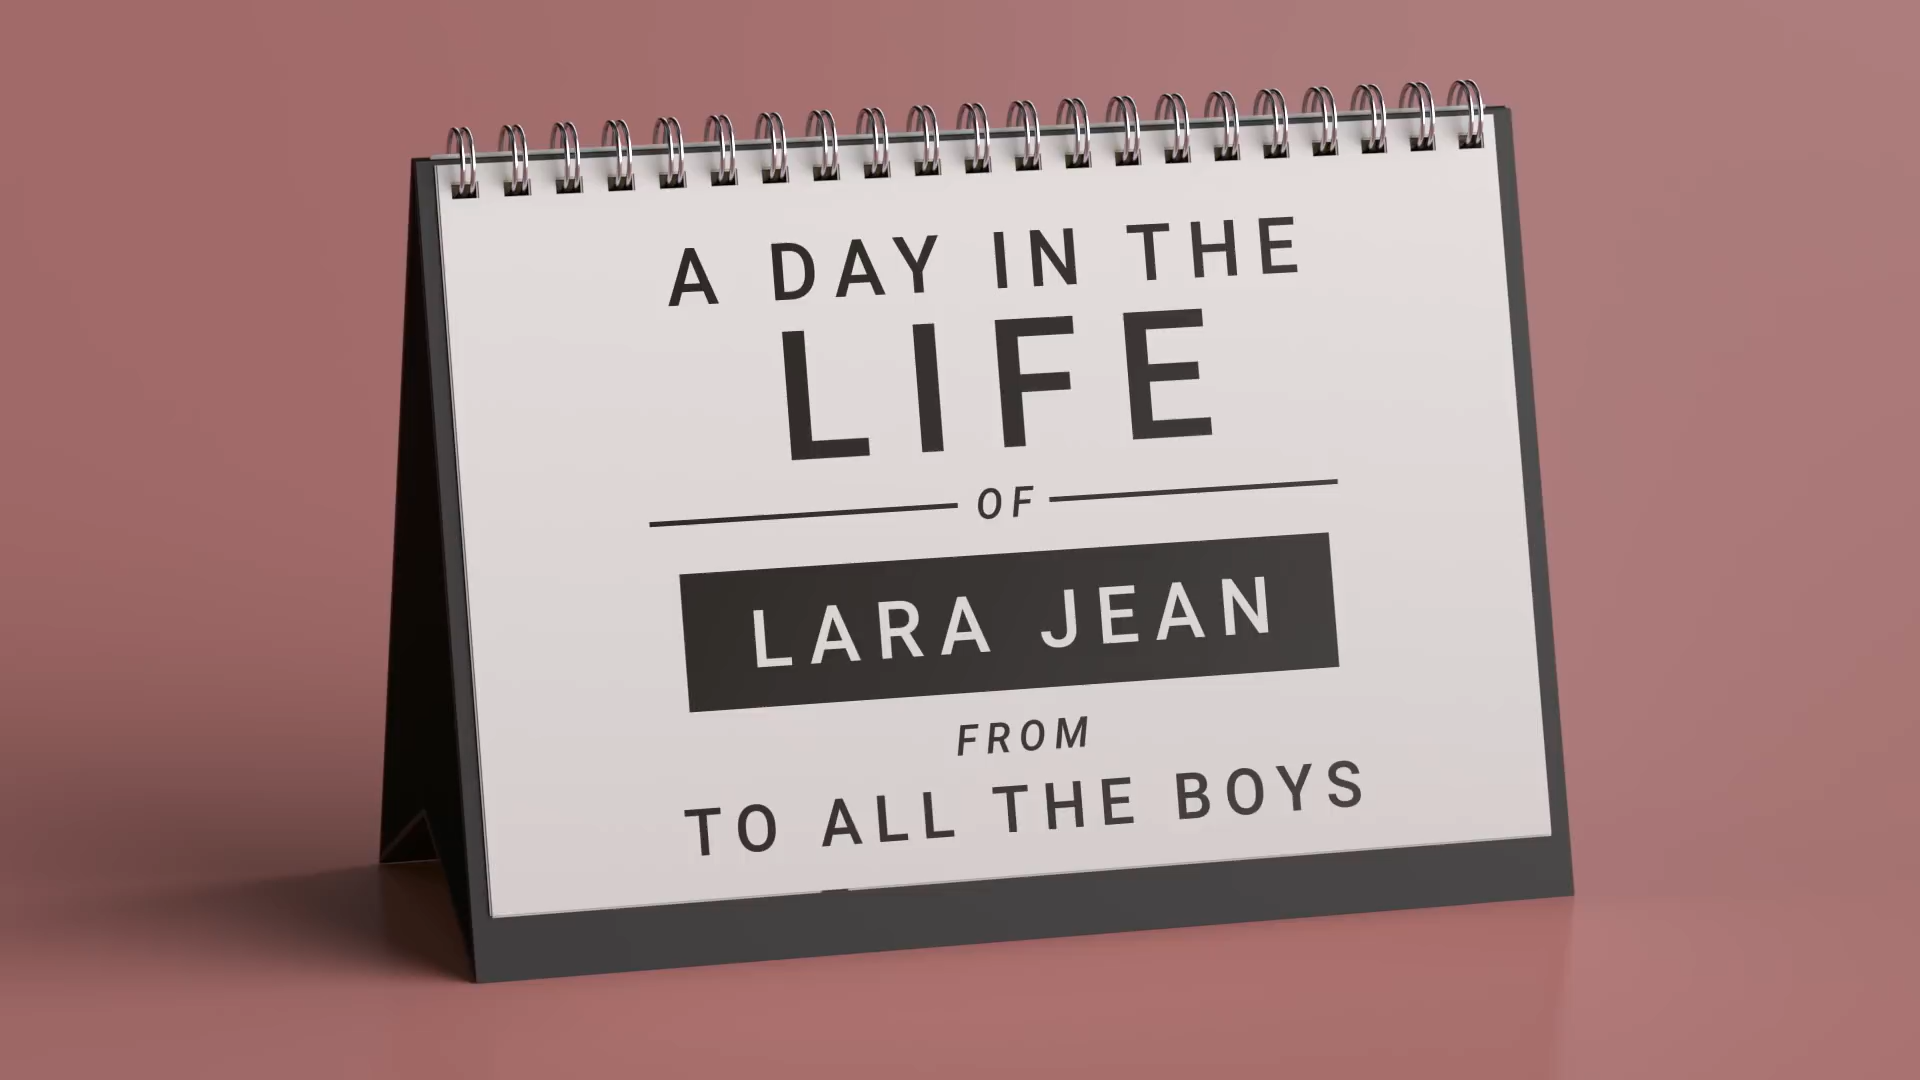 A DAY IN THE
LIFE
OF
LARA JEAN
FROM
TO ALL THE BOYS